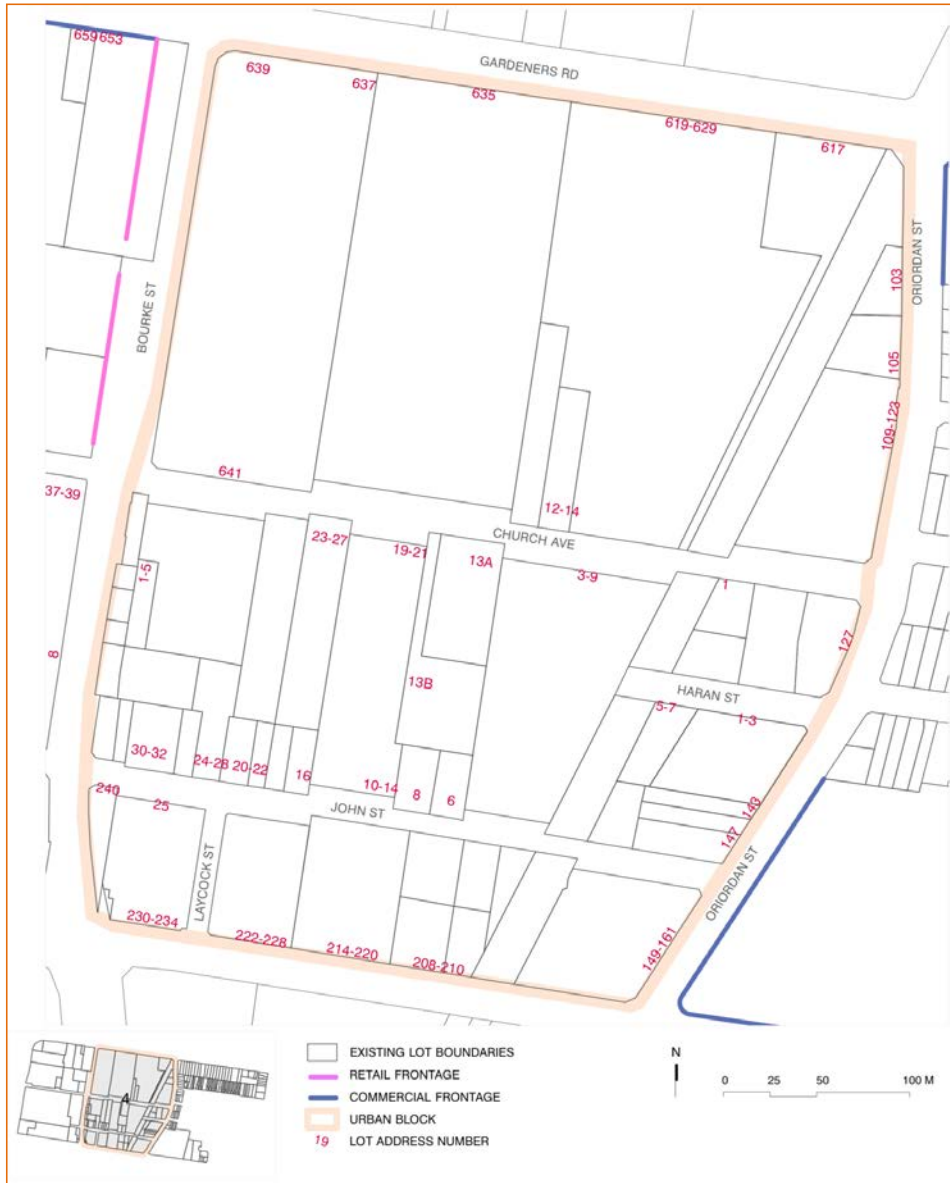 659 653
639
637
635
GARDENERS RD
619-629
617
ORIORDAN ST
103
105
109-123
BOURKE ST
641
37-39
12-14
CHURCH AVE
23-27
19-21
13A
3-9
1
1-5
127
8
13B
HARAN ST
5-7
1-3
30-32
24-28
20-22
16
10-14
8
6
143
147
240
25
JOHN ST
LAYCOCK ST
ORIORDAN ST
230-234
222-228
214-220
208-210
149-161
4
EXISTING LOT BOUNDARIES
RETAIL FRONTAGE
COMMERCIAL FRONTAGE
URBAN BLOCK
19 LOT ADDRESS NUMBER
N
0 25 50 100 M